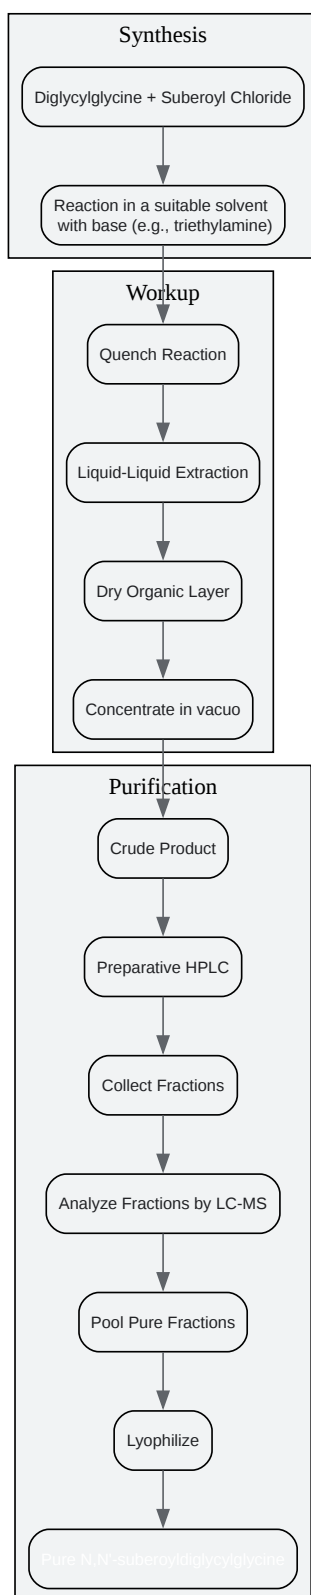 Synthesis
Diglycylglycine + Suberoyl Chloride
Reaction in a suitable solvent
with base (e.g., triethylamine)
Workup
Quench Reaction
Liquid-Liquid Extraction
Dry Organic Layer
Concentrate in vacuo
Purification
Crude Product
Preparative HPLC
Collect Fractions
Analyze Fractions by LC-MS
Pool Pure Fractions
Lyophilize
Pure N,N'-suberoyldiglycylglycine